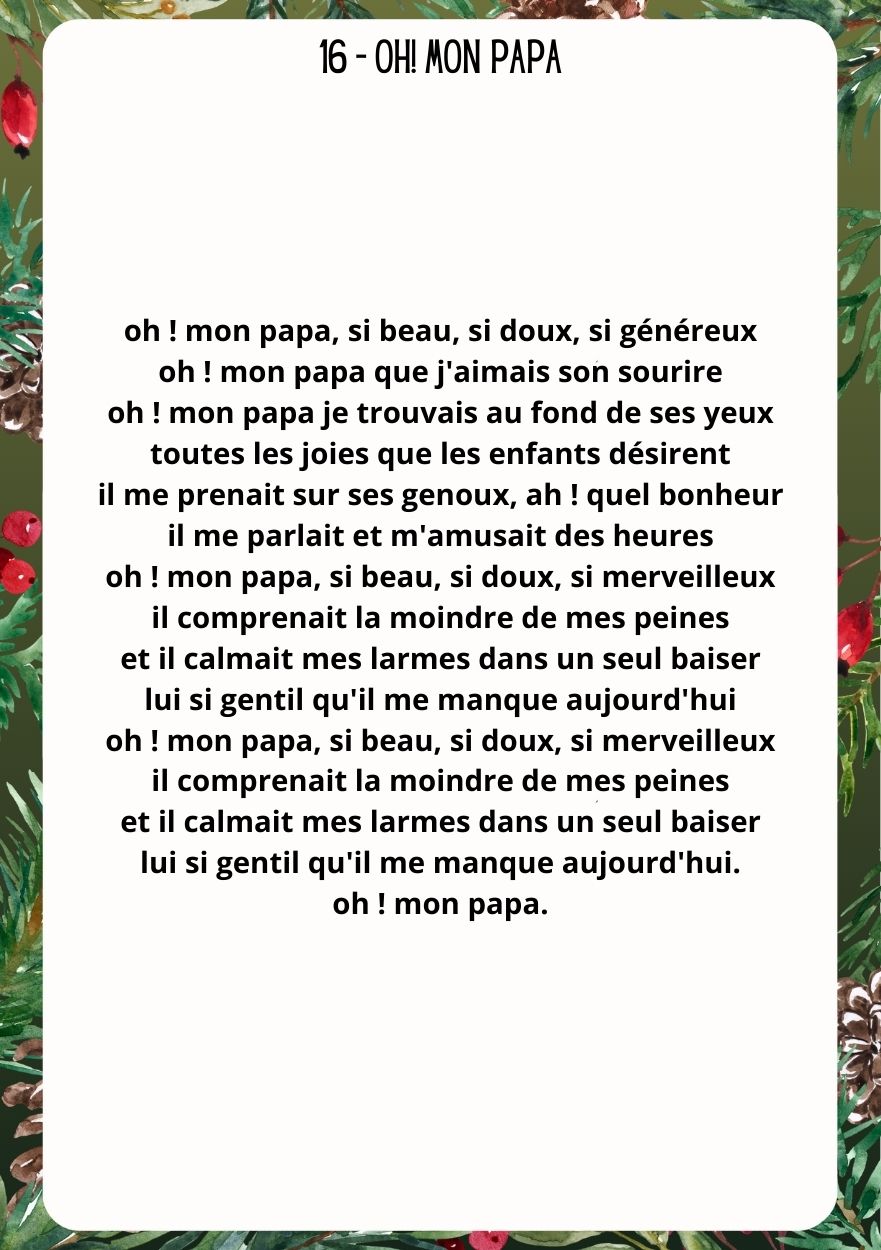 16 - OH! MON PAPA
oh ! mon papa, si beau, si doux, si généreux
oh ! mon papa que j'aimais son sourire
oh ! mon papa je trouvais au fond de ses yeux
toutes les joies que les enfants désirent
il me prenait sur ses genoux, ah ! quel bonheur
il me parlait et m'amusait des heures
oh ! mon papa, si beau, si doux, si merveilleux
il comprenait la moindre de mes peines
et il calmait mes larmes dans un seul baiser
lui si gentil qu'il me manque aujourd'hui
oh ! mon papa, si beau, si doux, si merveilleux
il comprenait la moindre de mes peines
et il calmait mes larmes dans un seul baiser
lui si gentil qu'il me manque aujourd'hui.
oh ! mon papa.